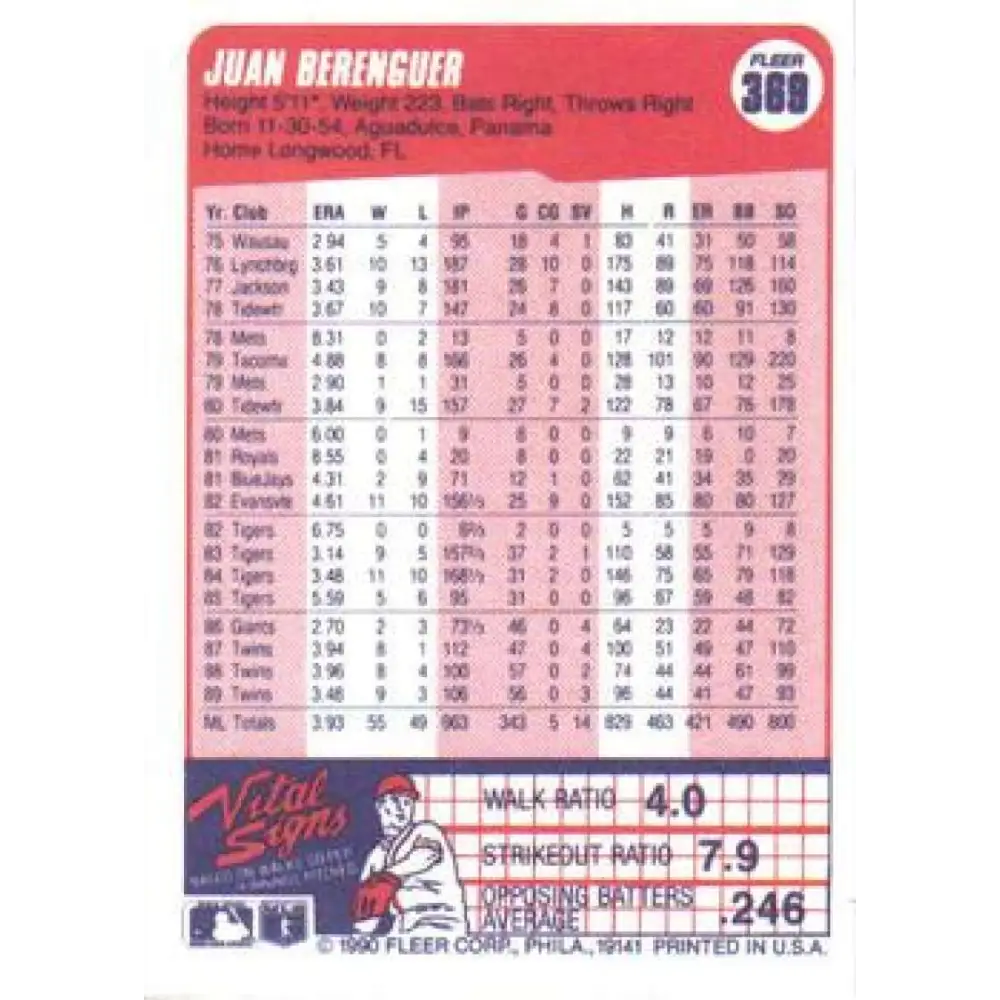 JUAN BERENGUER
FLEER
369
Height 5'11", Weight 223, Bats Right, Throws Right
Born 11-30-54, Aguadulce, Panama
Home Longwood, FL
Yr. Club ERA W L IP G CG SV H R ER BB SO
75 Wausau 2.94 5 4 95 18 4 1 83 41 31 50 58
76 Lynchbrg 3.61 10 13 187 28 10 0 175 89 75 118 114
77 Jackson 3.43 9 8 181 26 7 0 143 89 69 126 160
78 Tidewtr 3.67 10 7 147 24 8 0 117 60 60 91 130
78 Mets 8.31 0 2 13 5 0 0 17 12 12 11 8
79 Tacoma 4.88 8 8 166 26 4 0 128 101 90 129 220
79 Mets 2.90 1 1 31 5 0 0 28 13 10 12 25
80 Tidewtr 3.84 9 15 157 27 7 2 122 78 67 76 178
80 Mets 6.00 0 1 9 6 0 0 9 9 6 10 7
81 Royals 8.55 0 4 20 8 0 0 22 21 19 0 20
81 BlueJays 4.31 2 9 71 12 1 0 62 41 34 35 29
82 Evansvle 4.61 11 10 156⅓ 25 9 0 152 85 80 80 127
82 Tigers 6.75 0 0 6⅔ 2 0 0 5 5 5 9 8
83 Tigers 3.14 9 5 157⅔ 37 2 1 110 58 55 71 129
84 Tigers 3.48 11 10 168⅓ 31 2 0 146 75 65 79 118
85 Tigers 5.59 5 6 95 31 0 0 96 67 59 48 82
86 Giants 2.70 2 3 73⅓ 46 0 4 64 23 22 44 72
87 Twins 3.94 8 1 112 47 0 4 100 51 49 47 110
88 Twins 3.96 8 4 100 57 0 2 74 44 44 61 99
89 Twins 3.48 9 3 106 56 0 3 96 44 41 47 93
ML Totals 3.93 55 49 963 343 5 14 829 463 421 490 800
Vital
Signs
BASED ON WALKS GIVEN
9 INNINGS PITCHED
WALK RATIO 4.0
STRIKEOUT RATIO 7.9
OPPOSING BATTERS
AVERAGE .246
© 1990 FLEER CORP., PHILA., 19141 PRINTED IN U.S.A.